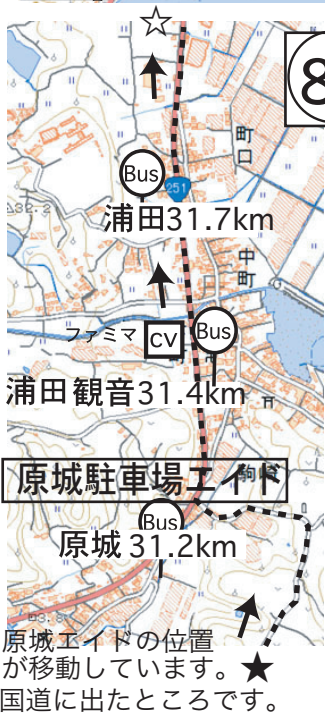 ☆
8
町口
Bus
251
32.2
浦田31.7km
中町
ファミマ
CV
Bus
浦田観音31.4km
原城駐車場エイド
Bus
原城 31.2km
原城エイドの位置
が移動しています。★
国道に出たところです。